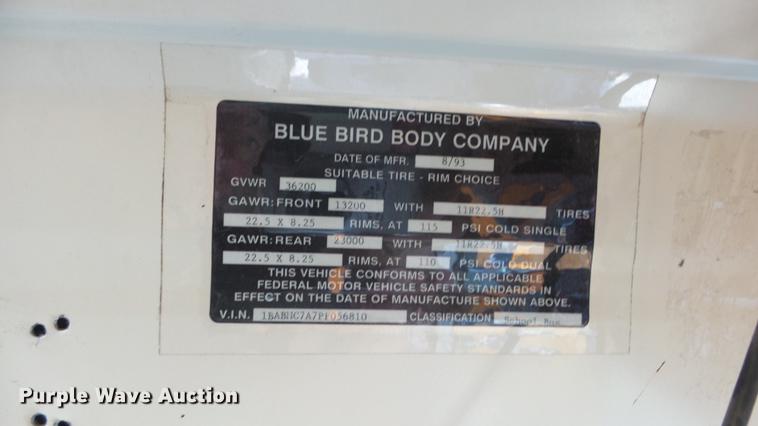 MANUFACTURED BY
BLUE BIRD BODY COMPANY
DATE OF MFR. 8/93
SUITABLE TIRE - RIM CHOICE
GVWR 36200
GAWR: FRONT 13200 WITH 11R22.5H TIRES
22.5 X 8.25 RIMS, AT 115 PSI COLD SINGLE
GAWR: REAR 23000 WITH 11R22.5H TIRES
22.5 X 8.25 RIMS, AT 110 PSI COLD DUAL
THIS VEHICLE CONFORMS TO ALL APPLICABLE
FEDERAL MOTOR VEHICLE SAFETY STANDARDS IN
EFFECT ON THE DATE OF MANUFACTURE SHOWN ABOVE.
V.I.N. 1BABNC7A7PF056810 CLASSIFICATION School Bus
Purple Wave Auction